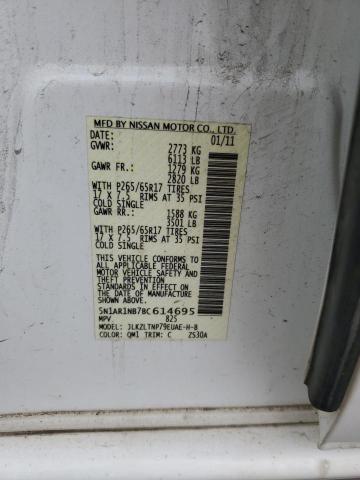 MFD BY NISSAN MOTOR CO., LTD.
DATE: 01/11
GVWR: 2773 KG
6113 LB
GAWR FR.: 1279 KG
2820 LB
WITH P265/65R17 TIRES
17 X 7.5 RIMS AT 35 PSI
COLD SINGLE
GAWR RR.: 1588 KG
3501 LB
WITH P265/65R17 TIRES
17 X 7.5 RIMS AT 35 PSI
COLD SINGLE
THIS VEHICLE CONFORMS TO
ALL APPLICABLE FEDERAL
MOTOR VEHICLE SAFETY AND
THEFT PREVENTION
STANDARDS IN EFFECT ON
THE DATE OF MANUFACTURE
SHOWN ABOVE.
5N1AR1NB7BC614695
MPV 825
MODEL: JLKZLTNP79EUAE-H-8
COLOR: QM1 TRIM: C ZS30A